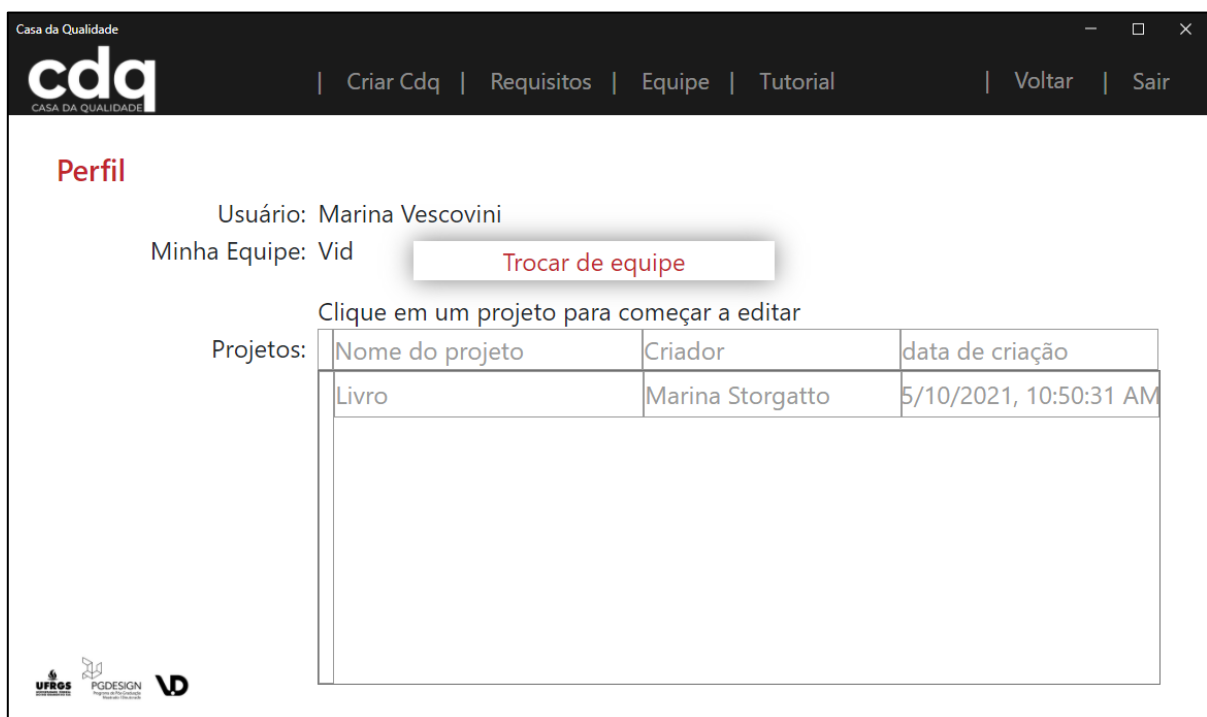 Casa da Qualidade
cdq
CASA DA QUALIDADE
| Criar Cdq | Requisitos | Equipe | Tutorial | Voltar | Sair
Perfil
Usuário: Marina Vescovini
Minha Equipe: Vid
Trocar de equipe
Clique em um projeto para começar a editar
Projetos: Nome do projeto Criador data de criação
Livro Marina Storgatto 5/10/2021, 10:50:31 AM
UFRGS
PGDESIGN
VD